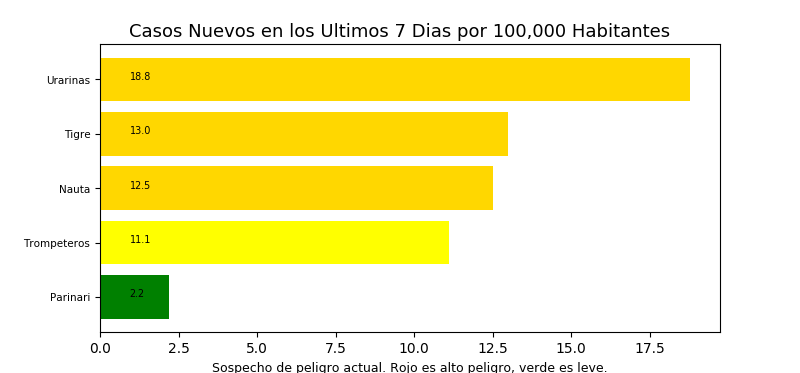 Casos Nuevos en los Ultimos 7 Dias por 100,000 Habitantes
Urarinas 18.8
Tigre 13.0
Nauta 12.5
Trompeteros 11.1
Parinari 2.2
0.0 2.5 5.0 7.5 10.0 12.5 15.0 17.5
Sospecho de peligro actual. Rojo es alto peligro, verde es leve.